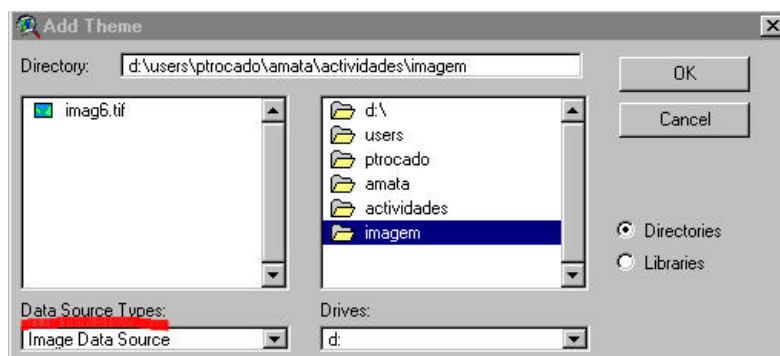 Add Theme
Directory: d:\users\ptrocado\amata\actividades\imagem
OK
Cancel
imag6.tif
d:\
users
ptrocado
amata
actividades
imagem
Directories
Libraries
Data Source Types:
Image Data Source
Drives:
d: